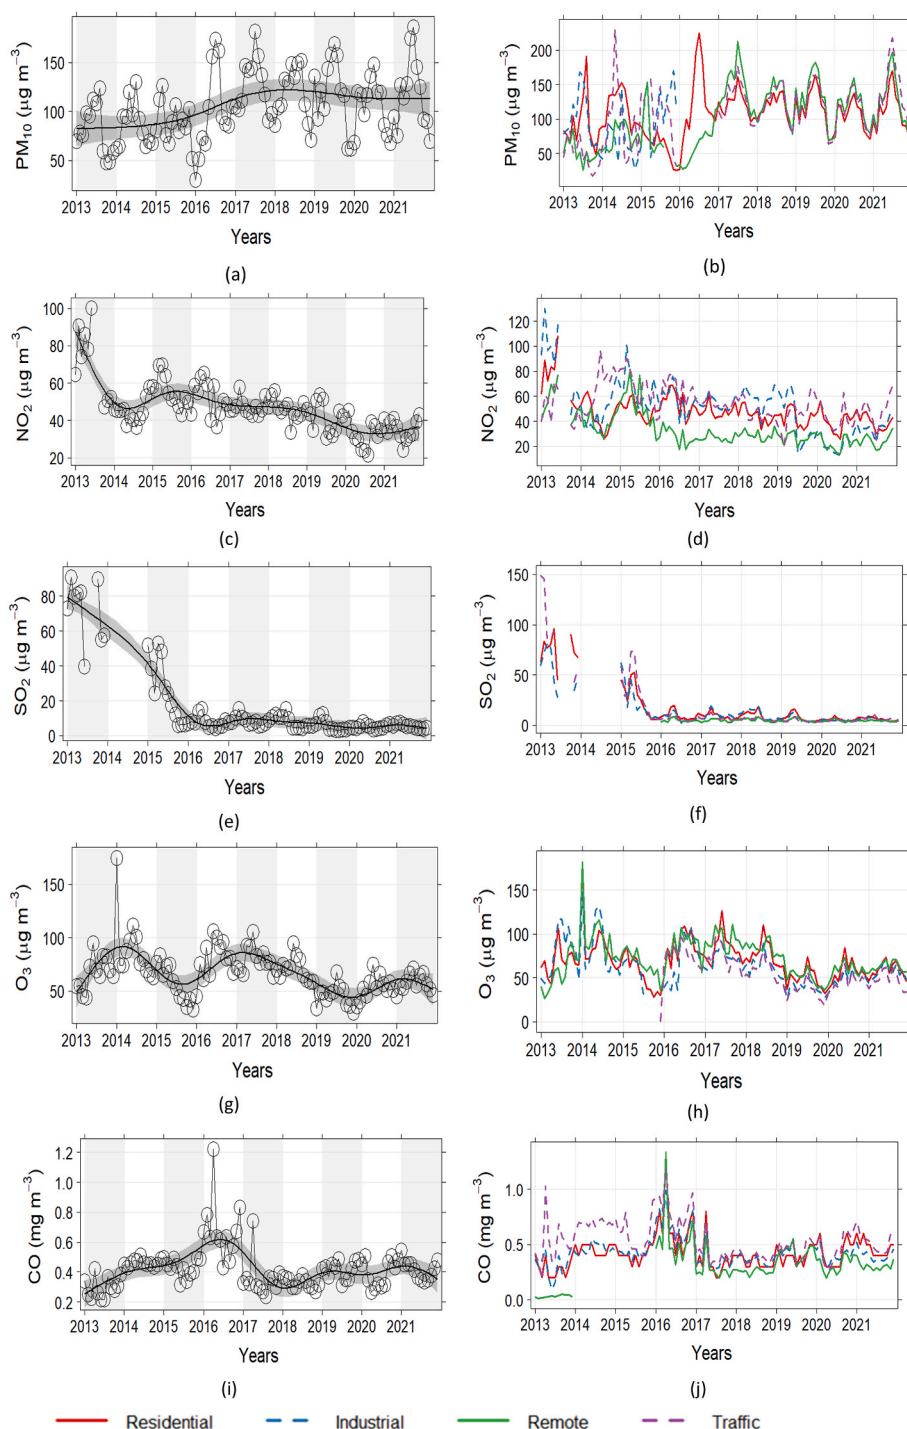 PM10 (μg m−3)
150
100
50
2013 2014 2015 2016 2017 2018 2019 2020 2021
Years
(a)
PM10 (μg m−3)
200
150
100
50
2013 2014 2015 2016 2017 2018 2019 2020 2021
Years
(b)
NO2 (μg m−3)
100
80
60
40
20
2013 2014 2015 2016 2017 2018 2019 2020 2021
Years
(c)
NO2 (μg m−3)
120
100
80
60
40
20
2013 2014 2015 2016 2017 2018 2019 2020 2021
Years
(d)
SO2 (μg m−3)
80
60
40
20
0
2013 2014 2015 2016 2017 2018 2019 2020 2021
Years
(e)
SO2 (μg m−3)
150
100
50
0
2013 2014 2015 2016 2017 2018 2019 2020 2021
Years
(f)
O3 (μg m−3)
150
100
50
2013 2014 2015 2016 2017 2018 2019 2020 2021
Years
(g)
O3 (μg m−3)
150
100
50
0
2013 2014 2015 2016 2017 2018 2019 2020 2021
Years
(h)
CO (mg m−3)
1.2
1.0
0.8
0.6
0.4
0.2
2013 2014 2015 2016 2017 2018 2019 2020 2021
Years
(i)
CO (mg m−3)
1.0
0.5
0.0
2013 2014 2015 2016 2017 2018 2019 2020 2021
Years
(j)
Residential Industrial Remote Traffic